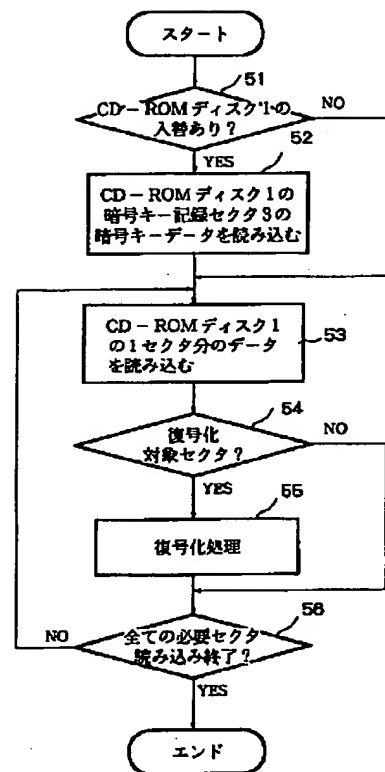 スタート
51
CD－ROMディスク1の
入替あり？
NO
YES
52
CD－ROMディスク1の
暗号キー記録セクタ3の
暗号キーデータを読み込む
CD－ROMディスク1
の1セクタ分のデータ
を読み込む
53
54
復号化
対象セクタ？
NO
YES
55
復号化処理
56
全ての必要セクタ
読み込み終了？
NO
YES
エンド